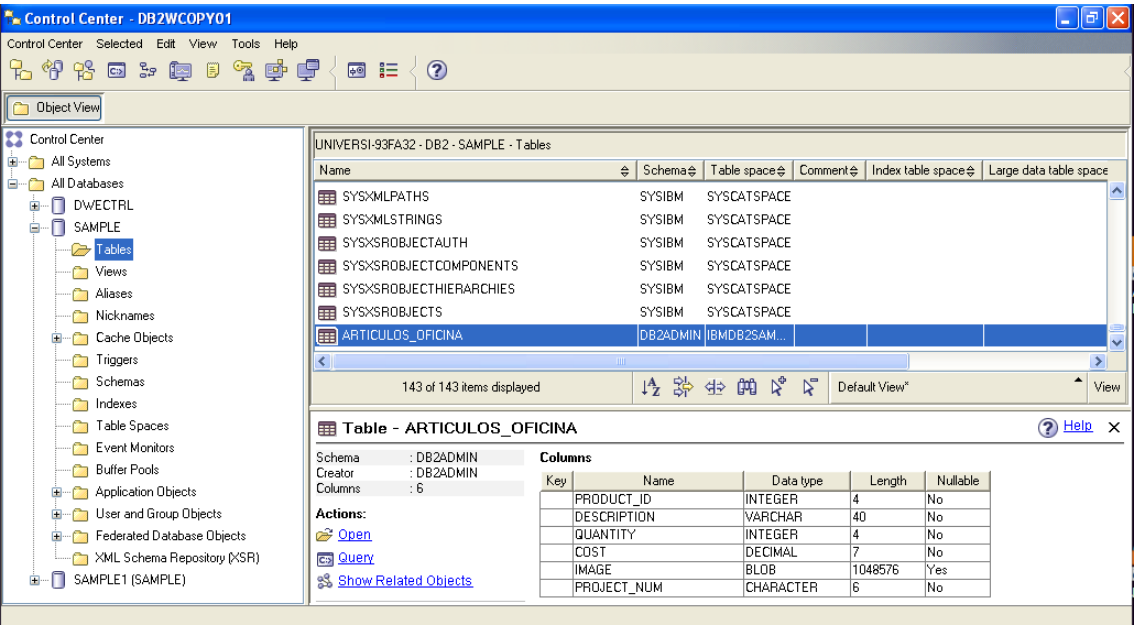 Control Center - DB2WCOPY01
Control Center Selected Edit View Tools Help
Object View
Control Center
All Systems
All Databases
DWECTRL
SAMPLE
Tables
Views
Aliases
Nicknames
Cache Objects
Triggers
Schemas
Indexes
Table Spaces
Event Monitors
Buffer Pools
Application Objects
User and Group Objects
Federated Database Objects
XML Schema Repository (XSR)
SAMPLE1 (SAMPLE)
UNIVERSI-93FA32 - DB2 - SAMPLE - Tables
Name Schema Table space Comment Index table space Large data table space
SYSXMLPATHS SYSIBM SYSCATSPACE
SYSXMLSTRINGS SYSIBM SYSCATSPACE
SYSXSROBJECTAUTH SYSIBM SYSCATSPACE
SYSXSROBJECTCOMPONENTS SYSIBM SYSCATSPACE
SYSXSROBJECTHIERARCHIES SYSIBM SYSCATSPACE
SYSXSROBJECTS SYSIBM SYSCATSPACE
ARTICULOS_OFICINA DB2ADMIN IBMDB2SAM...
143 of 143 items displayed Default View* View
Table - ARTICULOS_OFICINA Help
Schema : DB2ADMIN
Creator : DB2ADMIN
Columns : 6
Actions:
Open
Query
Show Related Objects
Columns
Key Name Data type Length Nullable
PRODUCT_ID INTEGER 4 No
DESCRIPTION VARCHAR 40 No
QUANTITY INTEGER 4 No
COST DECIMAL 7 No
IMAGE BLOB 1048576 Yes
PROJECT_NUM CHARACTER 6 No